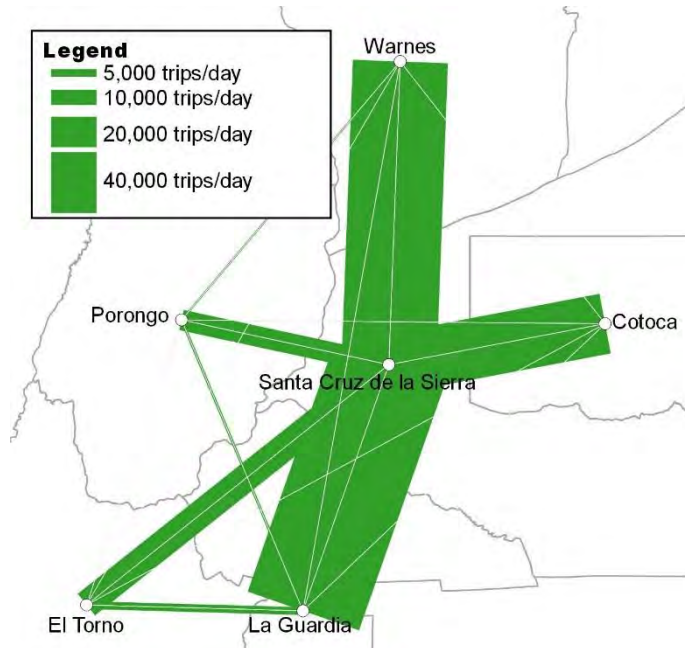 Warnes
Legend
5,000 trips/day
10,000 trips/day
20,000 trips/day
40,000 trips/day
Porongo
Cotoca
Santa Cruz de la Sierra
El Torno
La Guardia